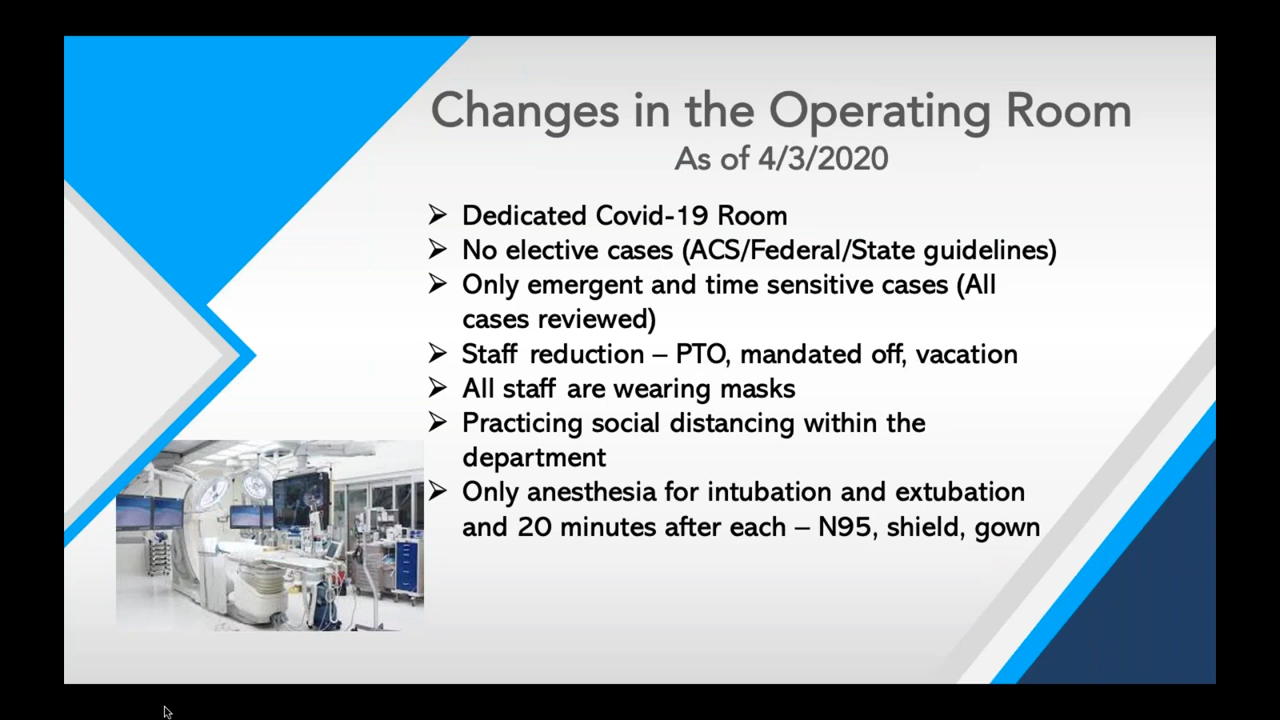 Changes in the Operating Room
As of 4/3/2020
➢ Dedicated Covid-19 Room
➢ No elective cases (ACS/Federal/State guidelines)
➢ Only emergent and time sensitive cases (All
cases reviewed)
➢ Staff reduction – PTO, mandated off, vacation
➢ All staff are wearing masks
➢ Practicing social distancing within the
department
➢ Only anesthesia for intubation and extubation
and 20 minutes after each – N95, shield, gown